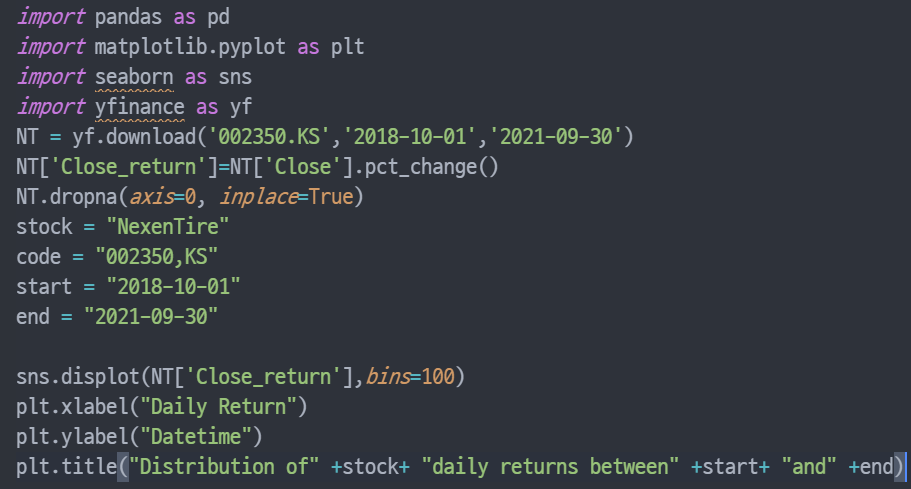 import pandas as pd
import matplotlib.pyplot as plt
import seaborn as sns
import yfinance as yf
NT = yf.download('002350.KS','2018-10-01','2021-09-30')
NT['Close_return']=NT['Close'].pct_change()
NT.dropna(axis=0, inplace=True)
stock = "NexenTire"
code = "002350,KS"
start = "2018-10-01"
end = "2021-09-30"
sns.displot(NT['Close_return'],bins=100)
plt.xlabel("Daily Return")
plt.ylabel("Datetime")
plt.title("Distribution of" +stock+ "daily returns between" +start+ "and" +end)